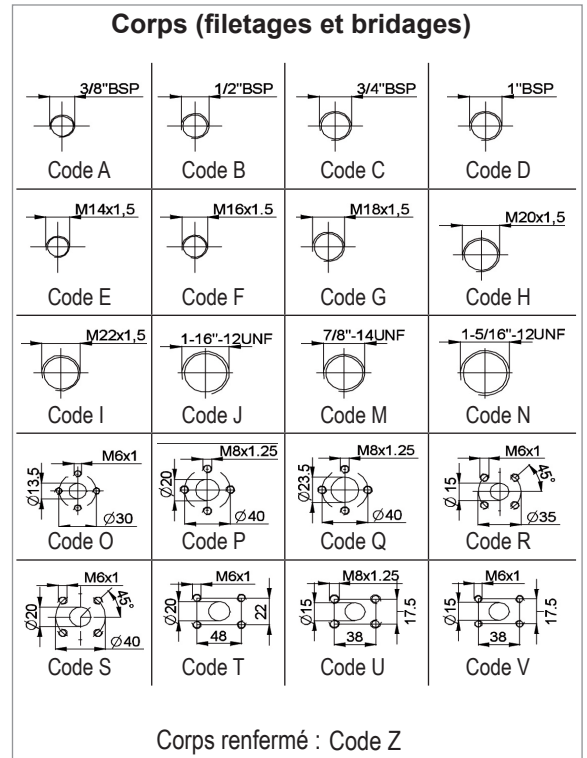 Corps (filetages et bridages)
3/8"BSP 1/2"BSP 3/4"BSP 1"BSP
Code A Code B Code C Code D
M14x1,5 M16x1.5 M18x1,5 M20x1,5
Code E Code F Code G Code H
M22x1,5 1-16"-12UNF 7/8"-14UNF 1-5/16"-12UNF
Code I Code J Code M Code N
M6x1 M8x1.25 M8x1.25 M6x1
Ø13.5 Ø20 Ø23.5 Ø15 45°
Ø30 Ø40 Ø40 Ø35
Code O Code P Code Q Code R
M6x1 M6x1 M8x1.25 M6x1
Ø20 45° Ø20 22 Ø15 17.5 Ø15 17.5
Ø40 48 38 38
Code S Code T Code U Code V
Corps renfermé : Code Z